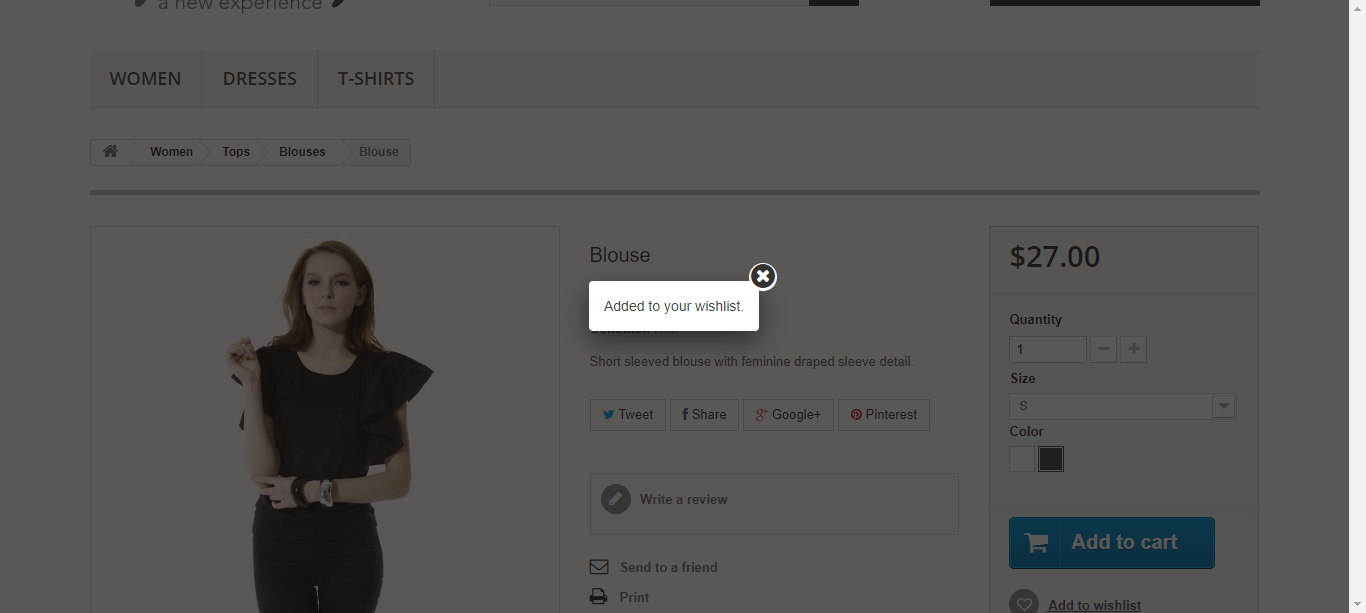 a new experience
WOMEN
DRESSES
T-SHIRTS
Women
Tops
Blouses
Blouse
Blouse
$27.00
Added to your wishlist.
Quantity
1
Short sleeved blouse with feminine draped sleeve detail.
Size
S
Tweet
Share
Google+
Pinterest
Color
Write a review
Add to cart
Send to a friend
Print
Add to wishlist